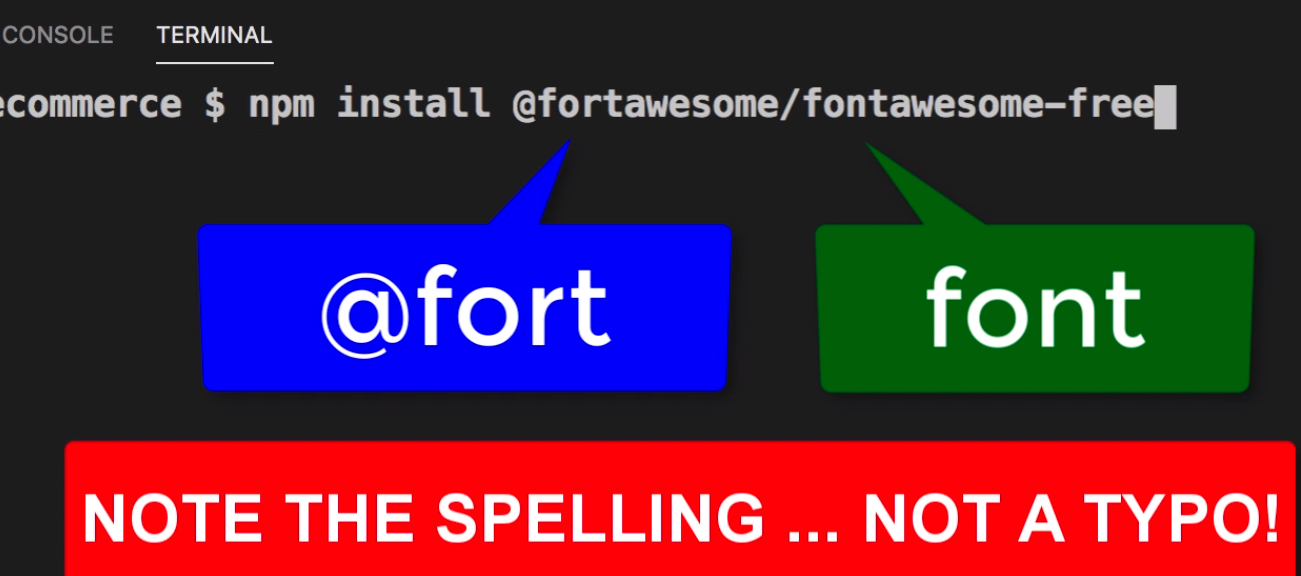 CONSOLE TERMINAL
ecommerce $ npm install @fortawesome/fontawesome-free
@fort font
NOTE THE SPELLING ... NOT A TYPO!